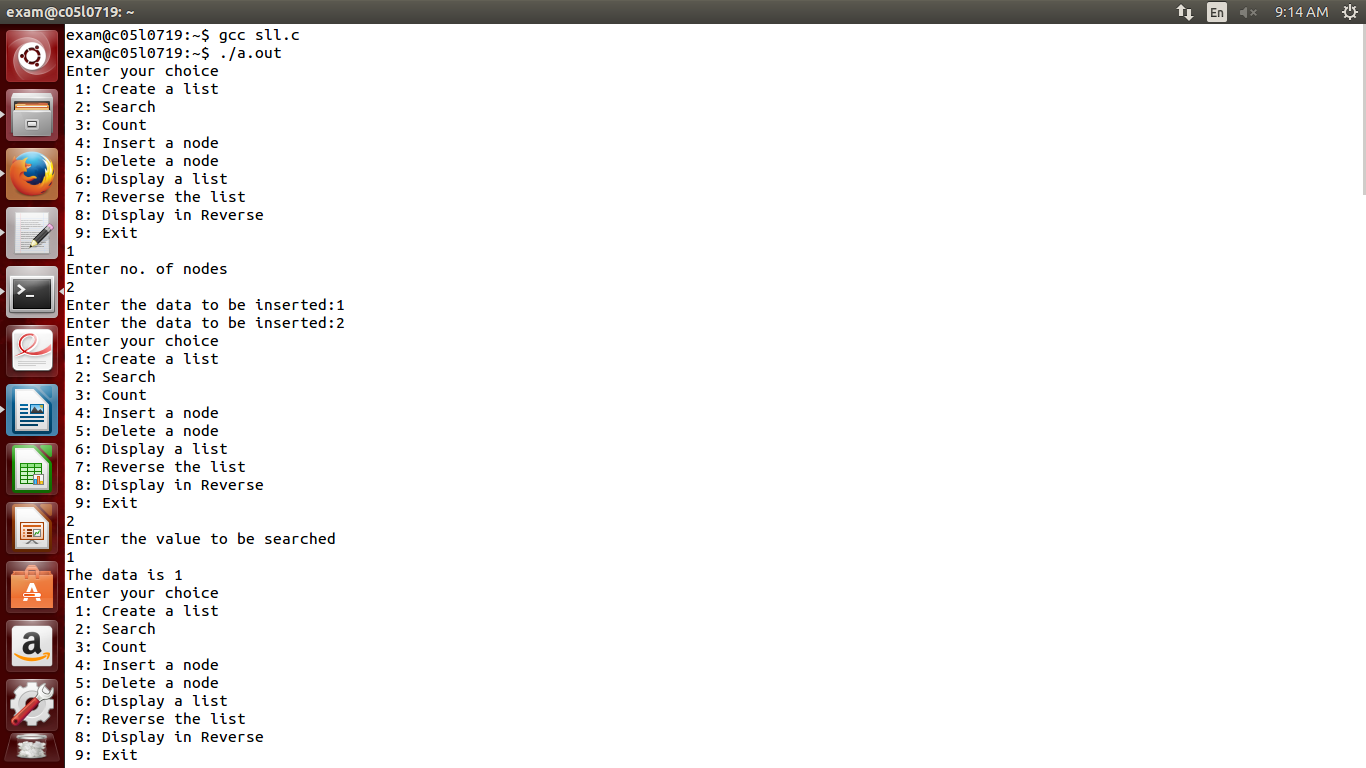 exam@c05l0719: ~
En
9:14 AM
exam@c05l0719:~$ gcc sll.c
exam@c05l0719:~$ ./a.out
Enter your choice
 1: Create a list
 2: Search
 3: Count
 4: Insert a node
 5: Delete a node
 6: Display a list
 7: Reverse the list
 8: Display in Reverse
 9: Exit
1
Enter no. of nodes
2
Enter the data to be inserted:1
Enter the data to be inserted:2
Enter your choice
 1: Create a list
 2: Search
 3: Count
 4: Insert a node
 5: Delete a node
 6: Display a list
 7: Reverse the list
 8: Display in Reverse
 9: Exit
2
Enter the value to be searched
1
The data is 1
Enter your choice
 1: Create a list
 2: Search
 3: Count
 4: Insert a node
 5: Delete a node
 6: Display a list
 7: Reverse the list
 8: Display in Reverse
 9: Exit